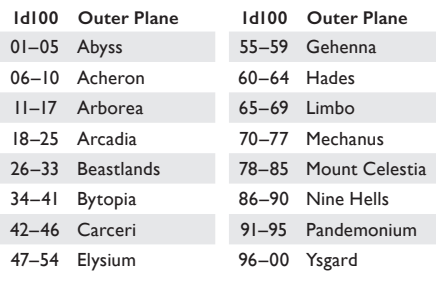 1d100 Outer Plane
01–05 Abyss
06–10 Acheron
11–17 Arborea
18–25 Arcadia
26–33 Beastlands
34–41 Bytopia
42–46 Carceri
47–54 Elysium
1d100 Outer Plane
55–59 Gehenna
60–64 Hades
65–69 Limbo
70–77 Mechanus
78–85 Mount Celestia
86–90 Nine Hells
91–95 Pandemonium
96–00 Ysgard